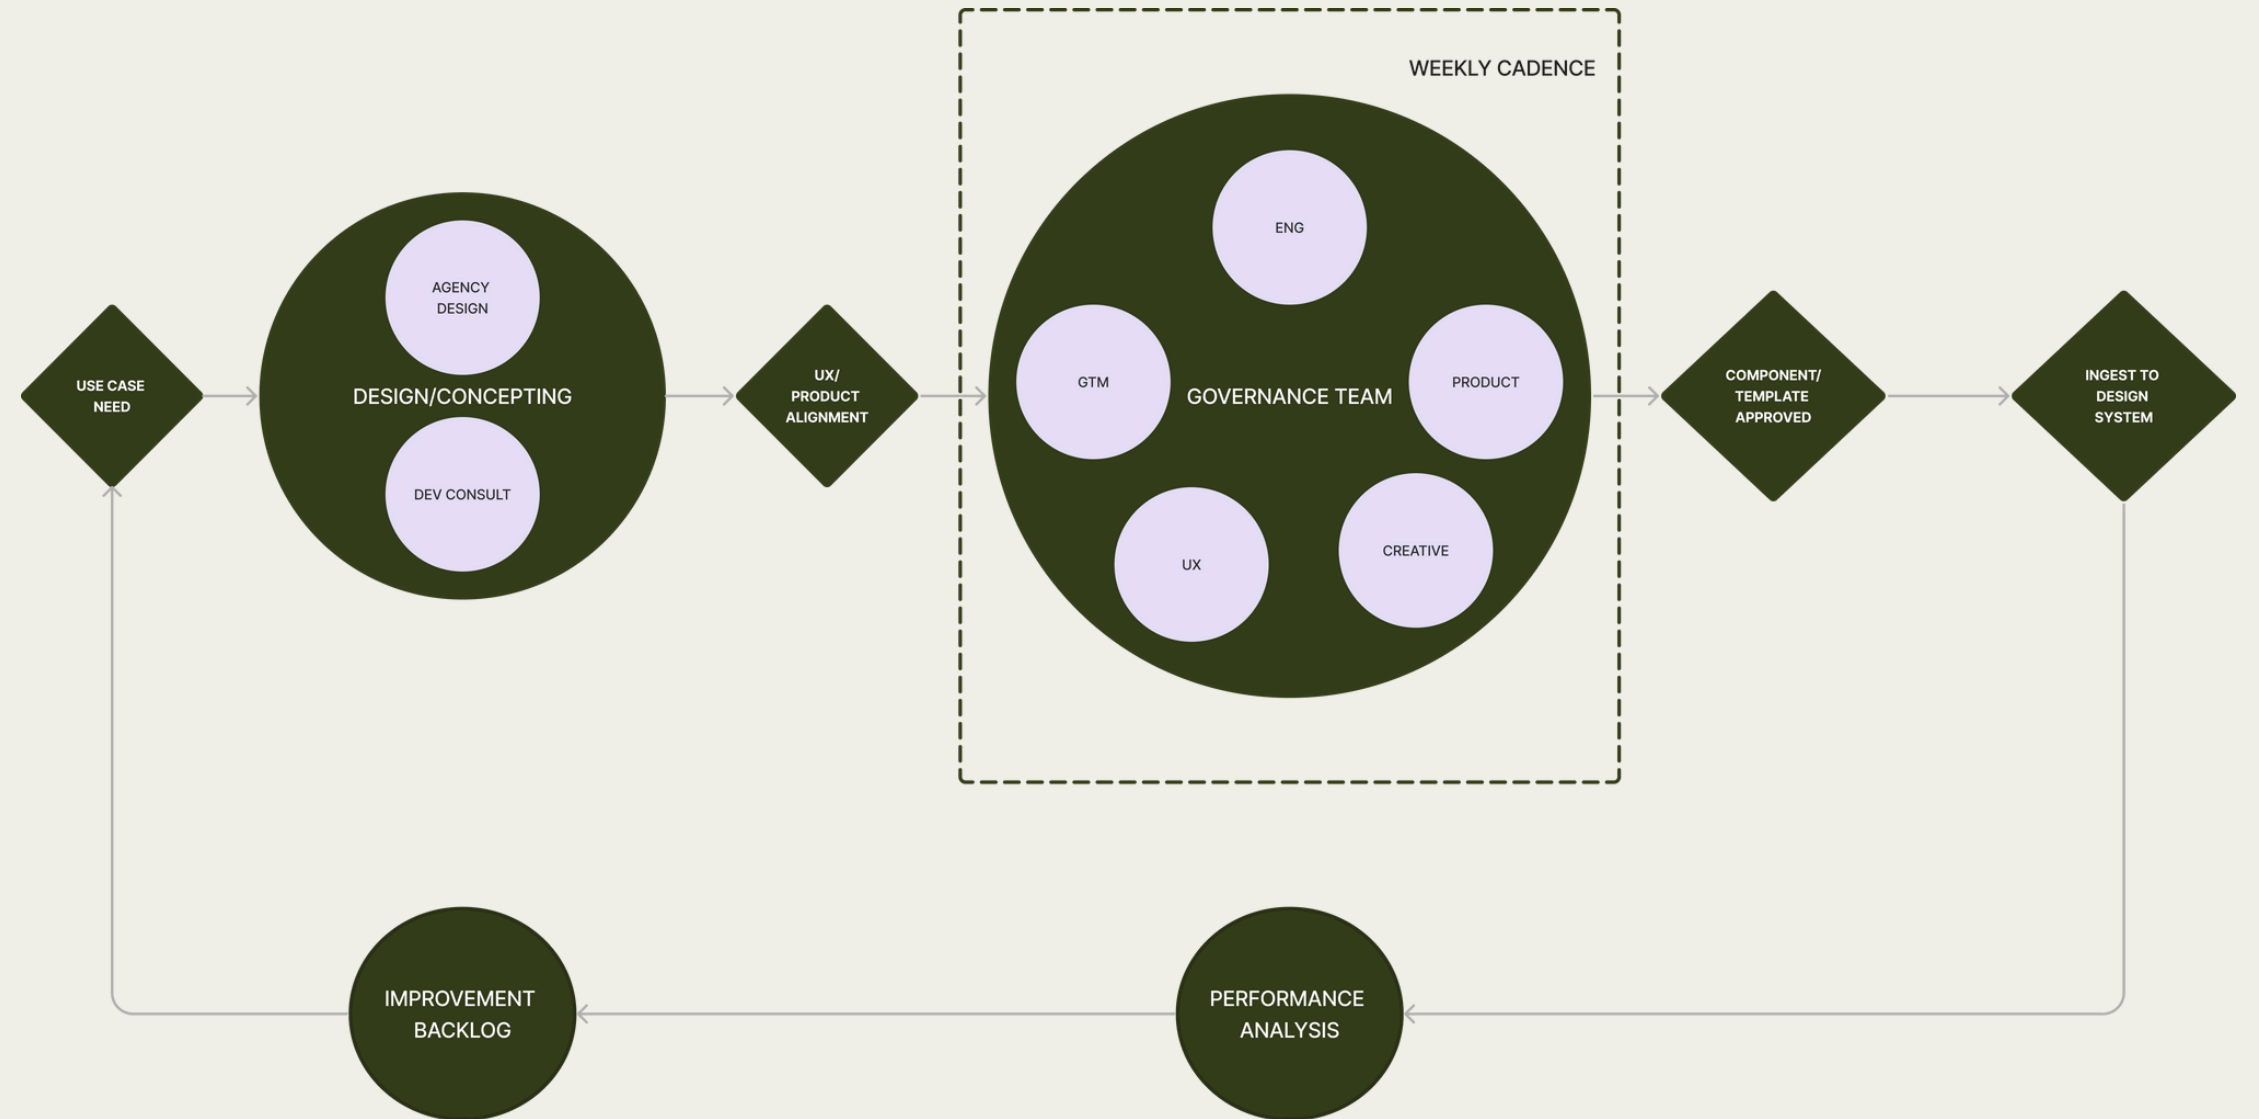 WEEKLY CADENCE
USE CASE
NEED
AGENCY
DESIGN
DESIGN/CONCEPTING
DEV CONSULT
UX/
PRODUCT
ALIGNMENT
ENG
GTM
GOVERNANCE TEAM
PRODUCT
UX
CREATIVE
COMPONENT/
TEMPLATE
APPROVED
INGEST TO
DESIGN
SYSTEM
IMPROVEMENT
BACKLOG
PERFORMANCE
ANALYSIS